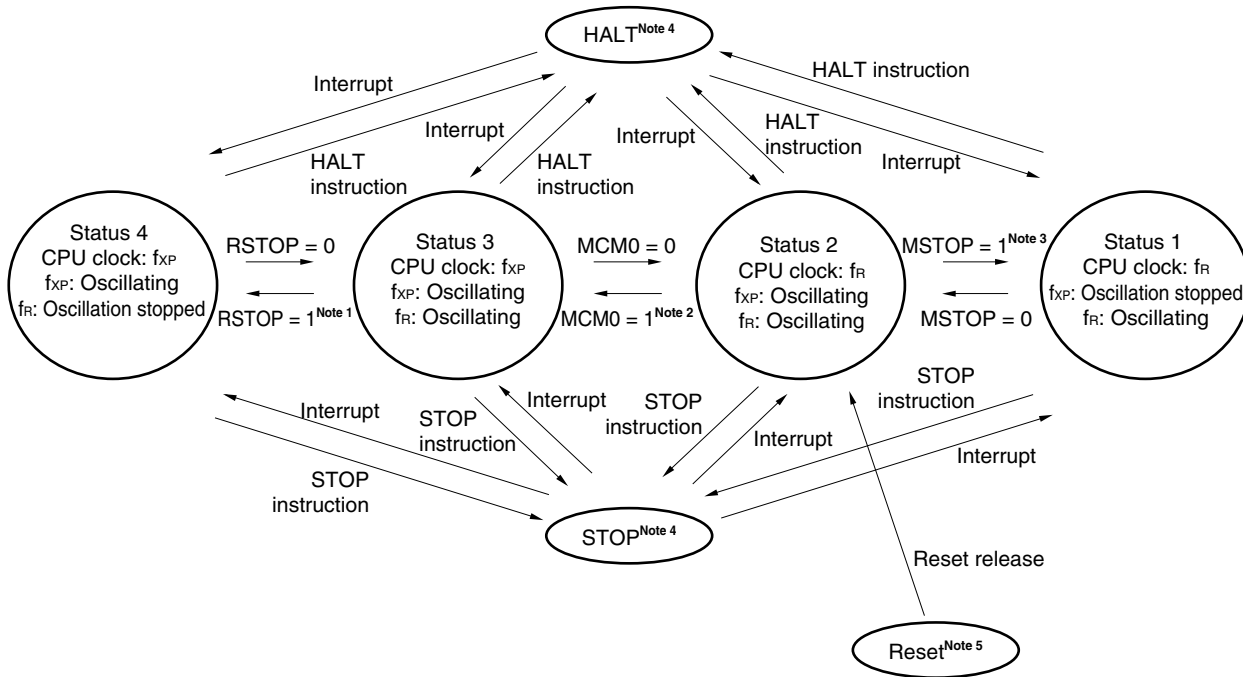 HALTNote 4
HALT instruction
Interrupt
Interrupt
HALT
instruction
Interrupt
HALT
instruction
Interrupt
HALT
instruction
Interrupt
Status 4
CPU clock: fXP
fXP: Oscillating
fR: Oscillation stopped
RSTOP = 0
RSTOP = 1Note 1
Status 3
CPU clock: fXP
fXP: Oscillating
fR: Oscillating
MCM0 = 0
MCM0 = 1Note 2
Status 2
CPU clock: fR
fXP: Oscillating
fR: Oscillating
MSTOP = 1Note 3
MSTOP = 0
Status 1
CPU clock: fR
fXP: Oscillation stopped
fR: Oscillating
Interrupt
STOP
instruction
Interrupt
STOP
instruction
STOP
instruction
Interrupt
STOP
instruction
Interrupt
STOPNote 4
Reset release
ResetNote 5